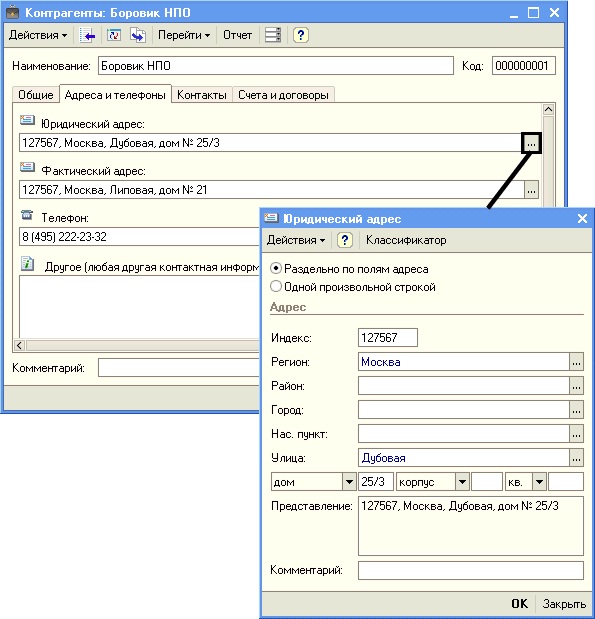 Контрагенты: Боровик НПО
Действия Перейти Отчет ?
Наименование: Боровик НПО Код: 000000001
Общие Адреса и телефоны Контакты Счета и договоры
Юридический адрес:
127567, Москва, Дубовая, дом № 25/3 ...
Фактический адрес:
127567, Москва, Липовая, дом № 21 ...
Телефон:
8 (495) 222-23-32
Другое (любая другая контактная информ
Комментарий:
Юридический адрес
Действия ? Классификатор
Раздельно по полям адреса
Одной произвольной строкой
Адрес
Индекс: 127567
Регион: Москва ...
Район: ...
Город: ...
Нас. пункт: ...
Улица: Дубовая ...
дом 25/3 корпус кв.
Представление: 127567, Москва, Дубовая, дом № 25/3
Комментарий:
OK Закрыть